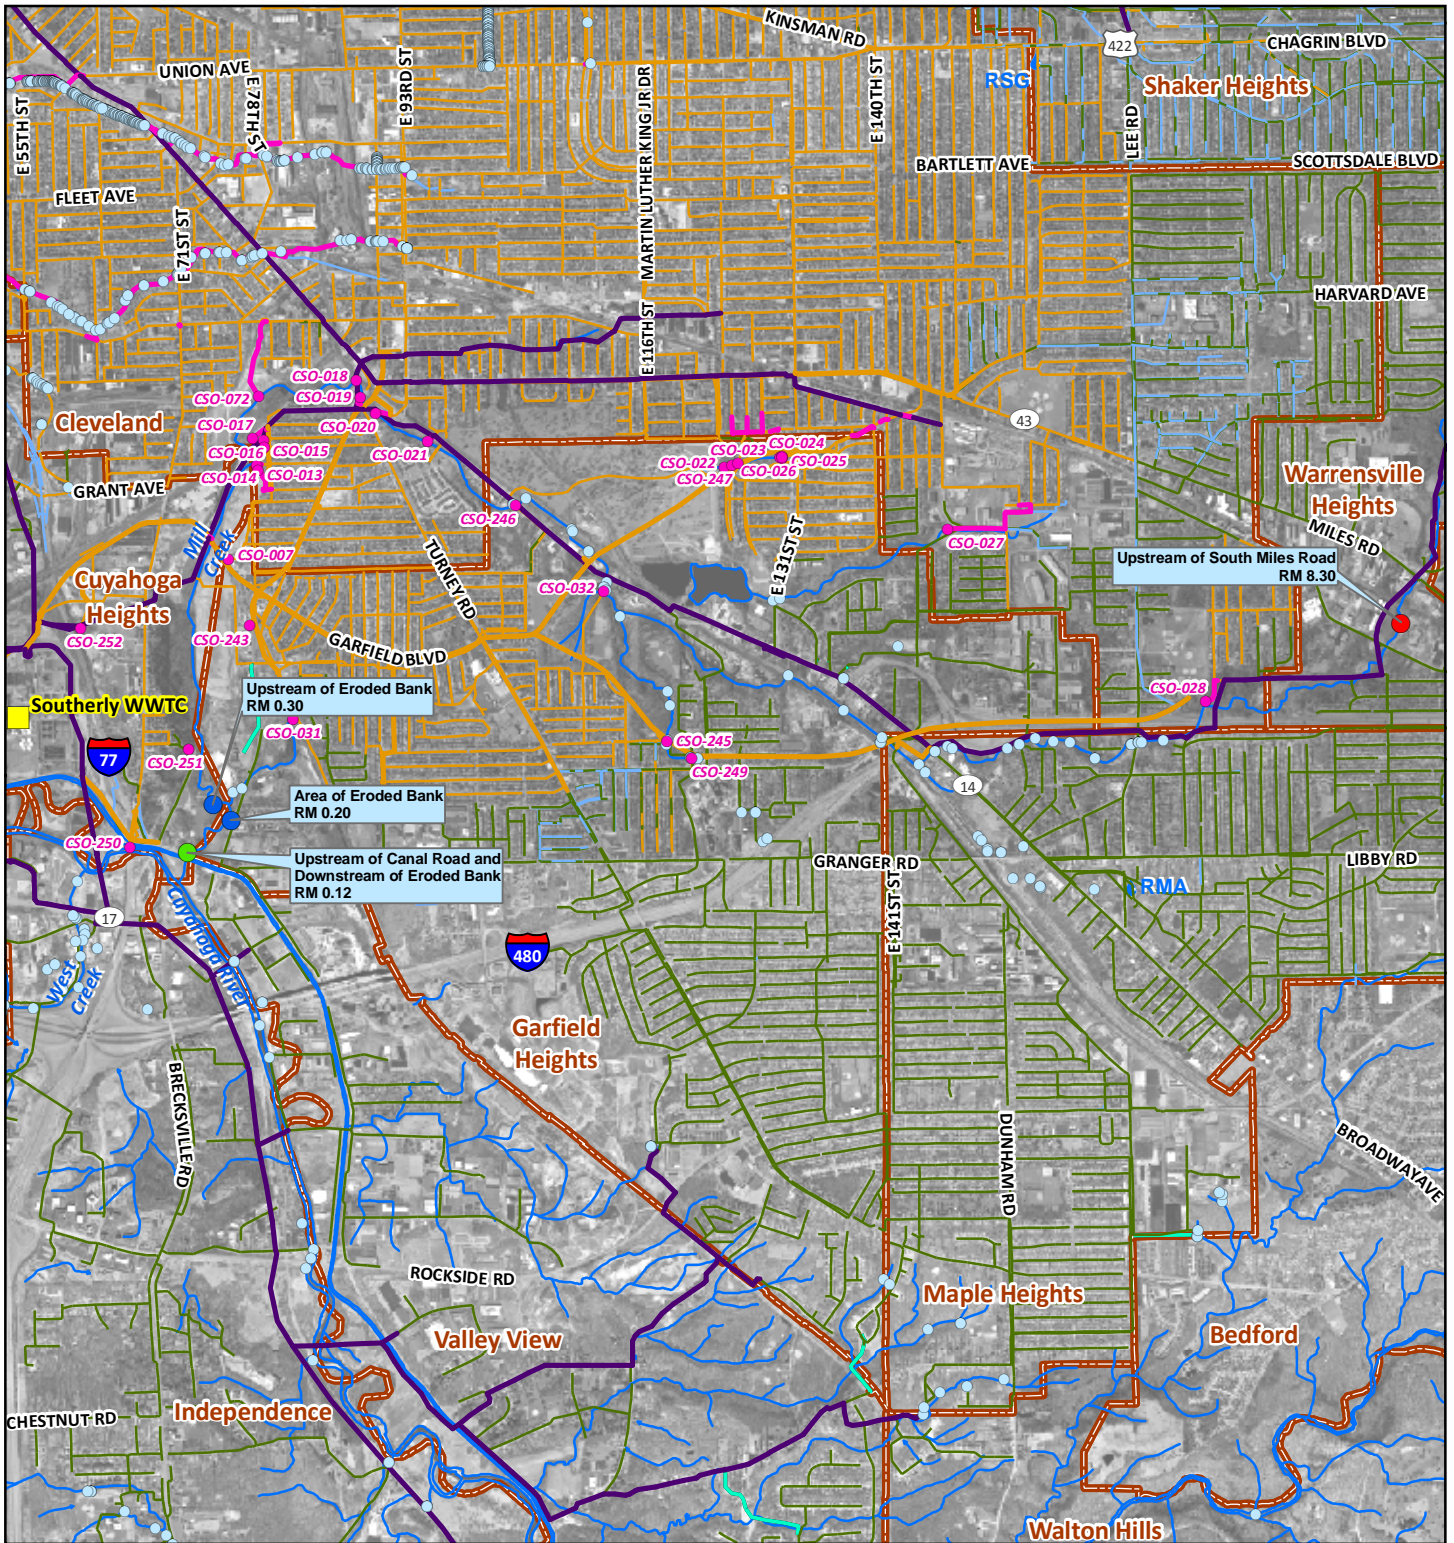 KINSMAN RD
422
CHAGRIN BLVD
UNION AVE
E 78TH ST
E 93RD ST
MARTIN LUTHER KING JR DR
E 140TH ST
RSG
Shaker Heights
E 55TH ST
LEE RD
BARTLETT AVE
SCOTTSDALE BLVD
FLEET AVE
E 71ST ST
HARVARD AVE
E 116TH ST
CSO-018
CSO-072
CSO-019
Cleveland
CSO-017
CSO-020
43
CSO-016
CSO-015
CSO-021
CSO-024
CSO-023
CSO-022
CSO-025
CSO-026
CSO-247
CSO-014
CSO-013
Warrensville
Heights
GRANT AVE
CSO-246
MILES RD
Mill
Creek
CSO-007
TURNEY RD
E 131ST ST
CSO-027
Upstream of South Miles Road
RM 8.30
Cuyahoga
Heights
CSO-032
CSO-252
CSO-243
GARFIELD BLVD
Upstream of Eroded Bank
RM 0.30
CSO-028
Southerly WWTC
CSO-031
CSO-245
77
CSO-251
CSO-249
14
Area of Eroded Bank
RM 0.20
CSO-250
Upstream of Canal Road and
Downstream of Eroded Bank
RM 0.12
GRANGER RD
LIBBY RD
RMA
17
Cuyahoga River
E 141ST ST
480
West
Creek
Garfield
Heights
BRECKSVILLE RD
DUNHAM RD
BROADWAY AVE
ROCKSIDE RD
Maple Heights
Valley View
Bedford
CHESTNUT RD
Independence
Walton Hills